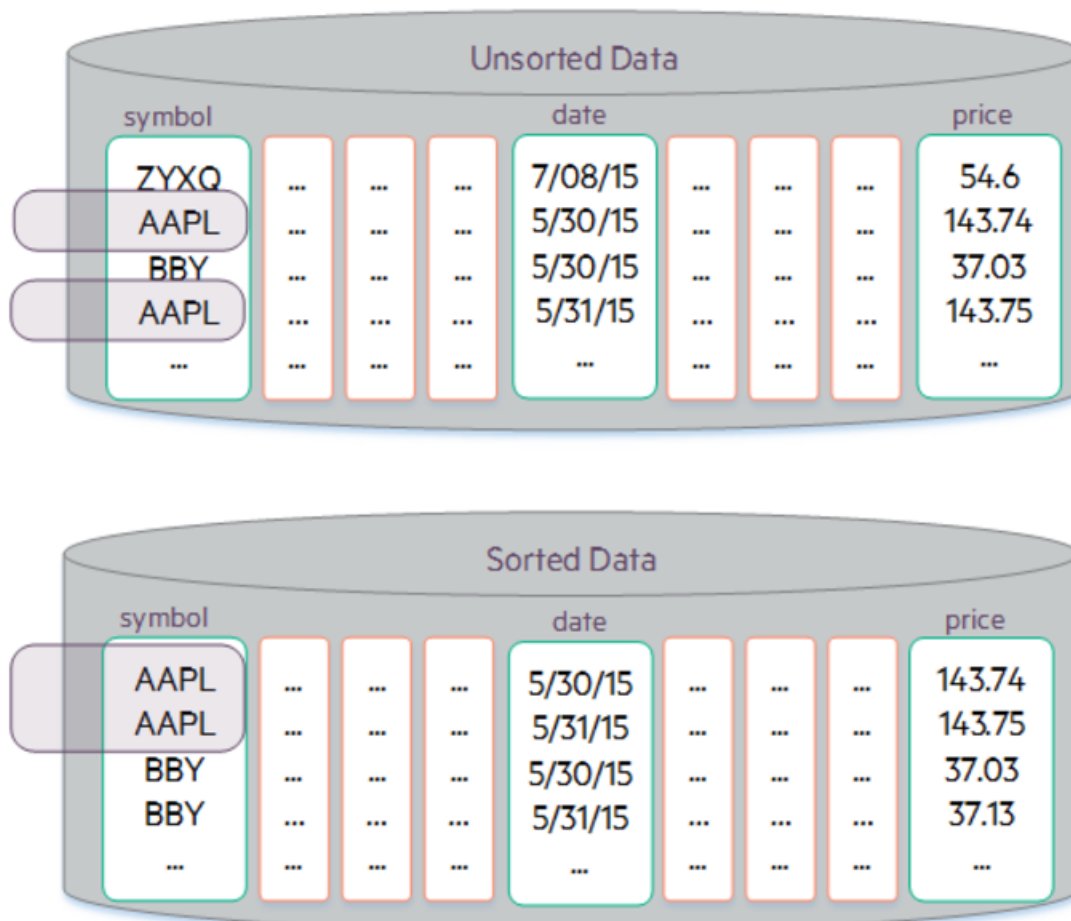 Unsorted Data
symbol date price
ZYXQ ... ... ... 7/08/15 ... ... ... 54.6
AAPL ... ... ... 5/30/15 ... ... ... 143.74
BBY ... ... ... 5/30/15 ... ... ... 37.03
AAPL ... ... ... 5/31/15 ... ... ... 143.75
... ... ... ... ... ... ... ... ...
Sorted Data
symbol date price
AAPL ... ... ... 5/30/15 ... ... ... 143.74
AAPL ... ... ... 5/31/15 ... ... ... 143.75
BBY ... ... ... 5/30/15 ... ... ... 37.03
BBY ... ... ... 5/31/15 ... ... ... 37.13
... ... ... ... ... ... ... ... ...